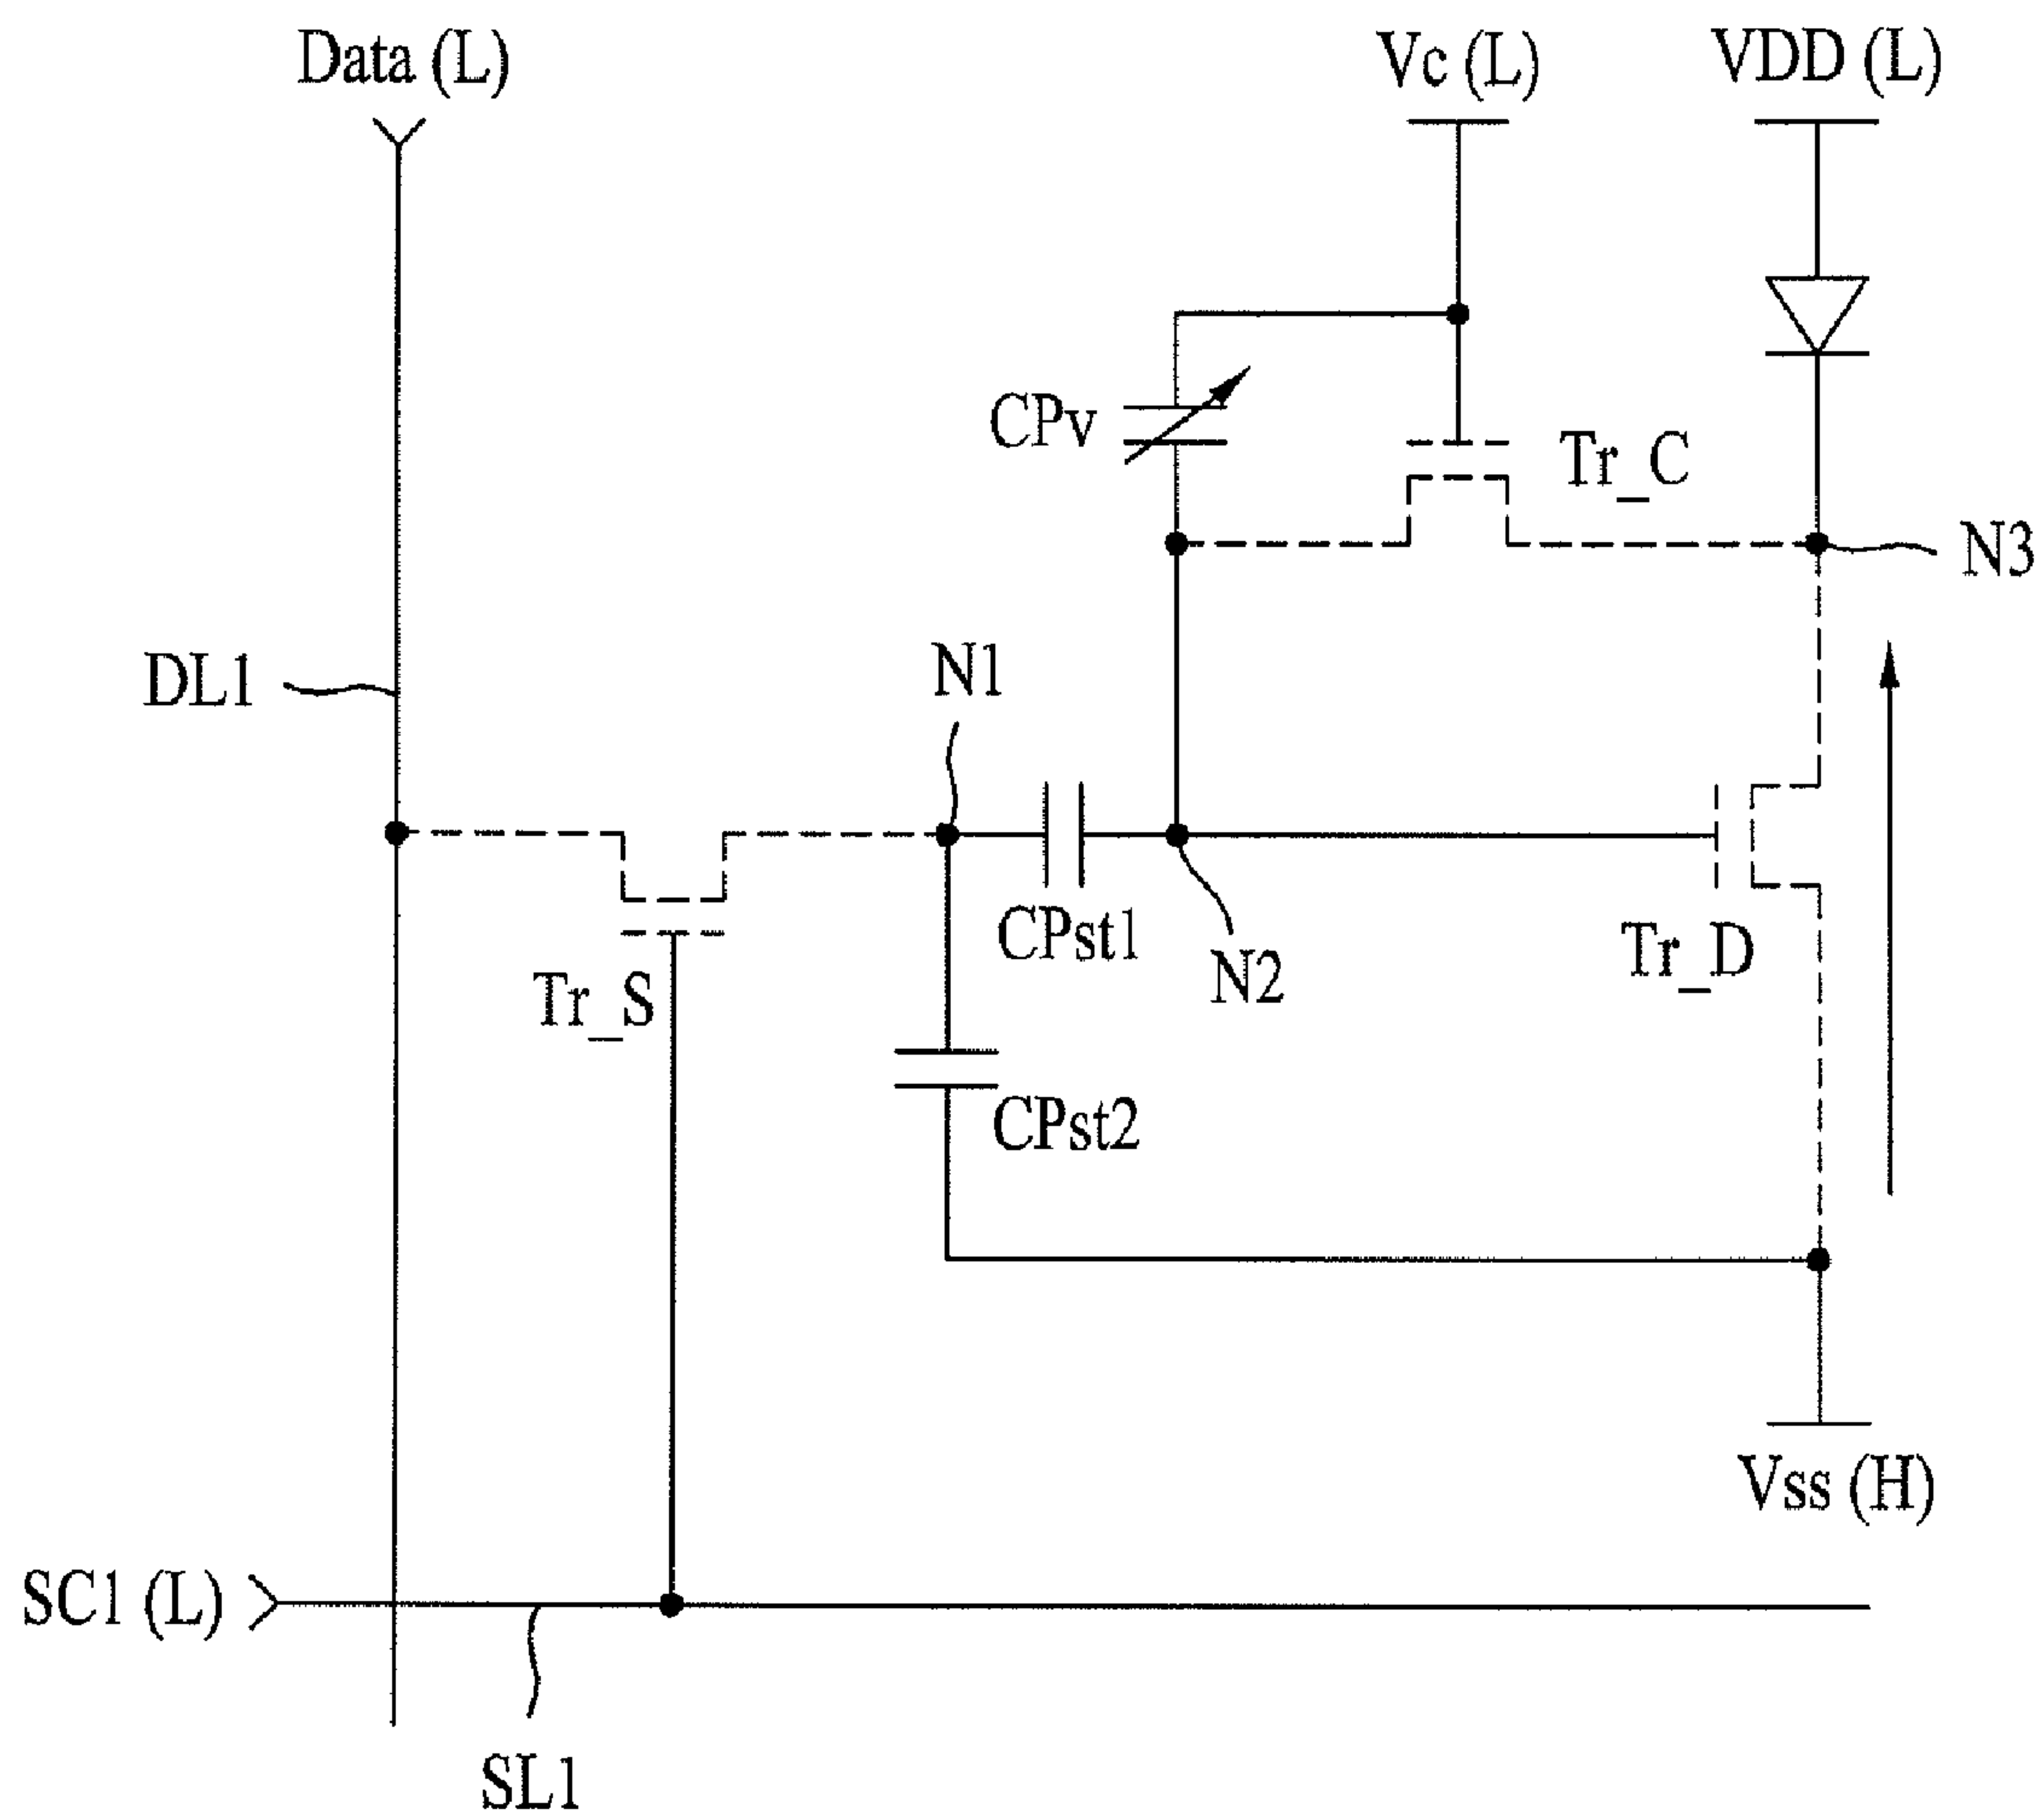 Data (L)
Vc (L)
VDD (L)
CPv
Tr_C
N3
DL1
N1
CPst1
N2
Tr_D
Tr_S
CPst2
Vss (H)
SC1 (L)
SL1